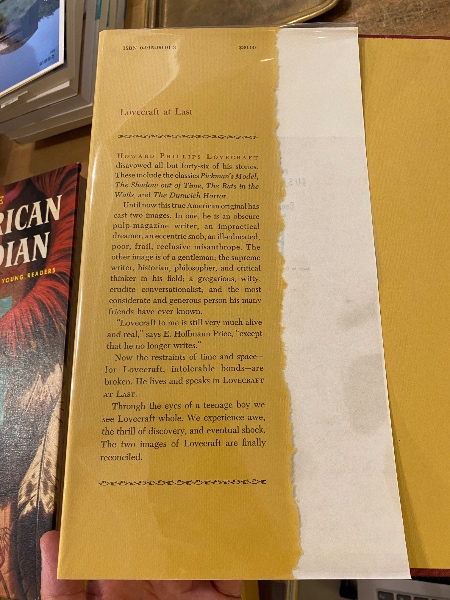 ISBN
Lovecraft at Last
HOWARD PHILLIPS LOVECRAFT
disavowed all but forty-six of his stories.
These include the classics Pickman's Model,
The Shadow out of Time, The Rats in the
Walls, and The Dunwich Horror.
Until now this true American original has
cast two images. In one, he is an obscure
pulp-magazine writer, an impractical
dreamer, an eccentric snob, an ill-educated,
poor, frail, reclusive misanthrope. The
other image is of a gentleman; the supreme
writer, historian, philosopher, and critical
thinker in his field; a gregarious, witty,
erudite conversationalist, and the most
considerate and generous person his many
friends have ever known.
"Lovecraft to me is still very much alive
and real," says E. Hoffmann Price, "except
that he no longer writes."
Now the restraints of time and space—
for Lovecraft, intolerable bonds—are
broken. He lives and speaks in LOVECRAFT
AT LAST.
Through the eyes of a teenage boy we
see Lovecraft whole. We experience awe,
the thrill of discovery, and eventual shock.
The two images of Lovecraft are finally
reconciled.
RICAN
DIAN
YOUNG READERS